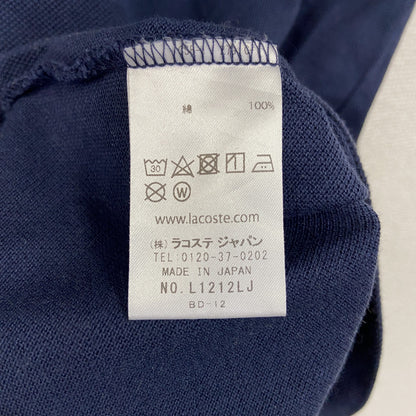 綿 100%
30
W
www.lacoste.com
(株) ラコステ ジャパン
TEL:0120-37-0202
MADE IN JAPAN
NO.L1212LJ
BD-12